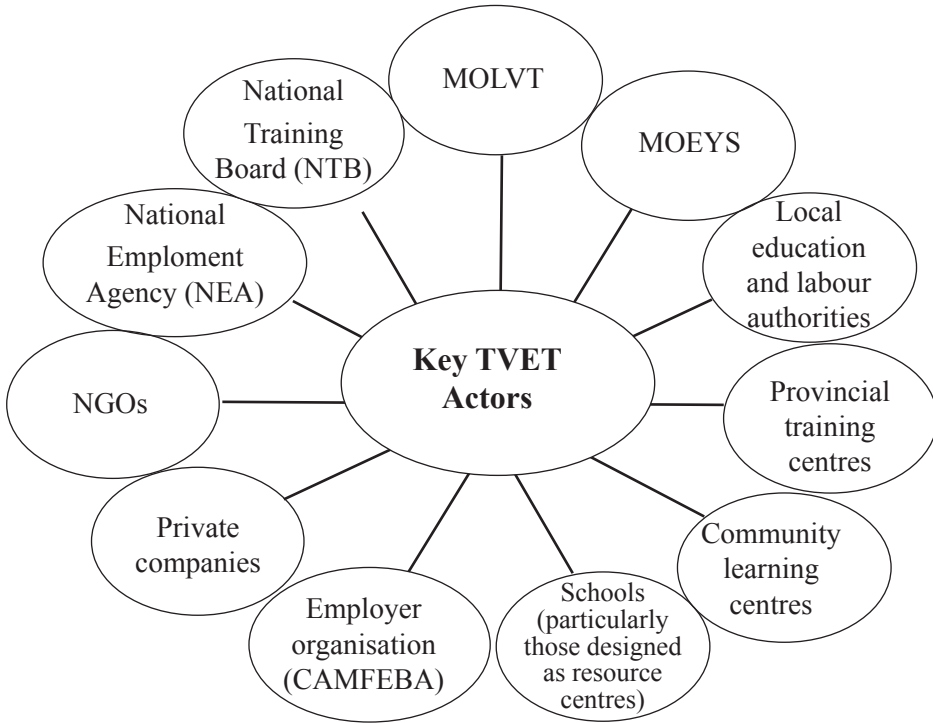 MOLVT
MOEYS
Local
education
and labour
authorities
Provincial
training
centres
Community
learning
centres
Schools
(particularly
those designed
as resource
centres)
Employer
organisation
(CAMFEBA)
Private
companies
NGOs
National
Emploment
Agency (NEA)
National
Training
Board (NTB)
Key TVET
Actors